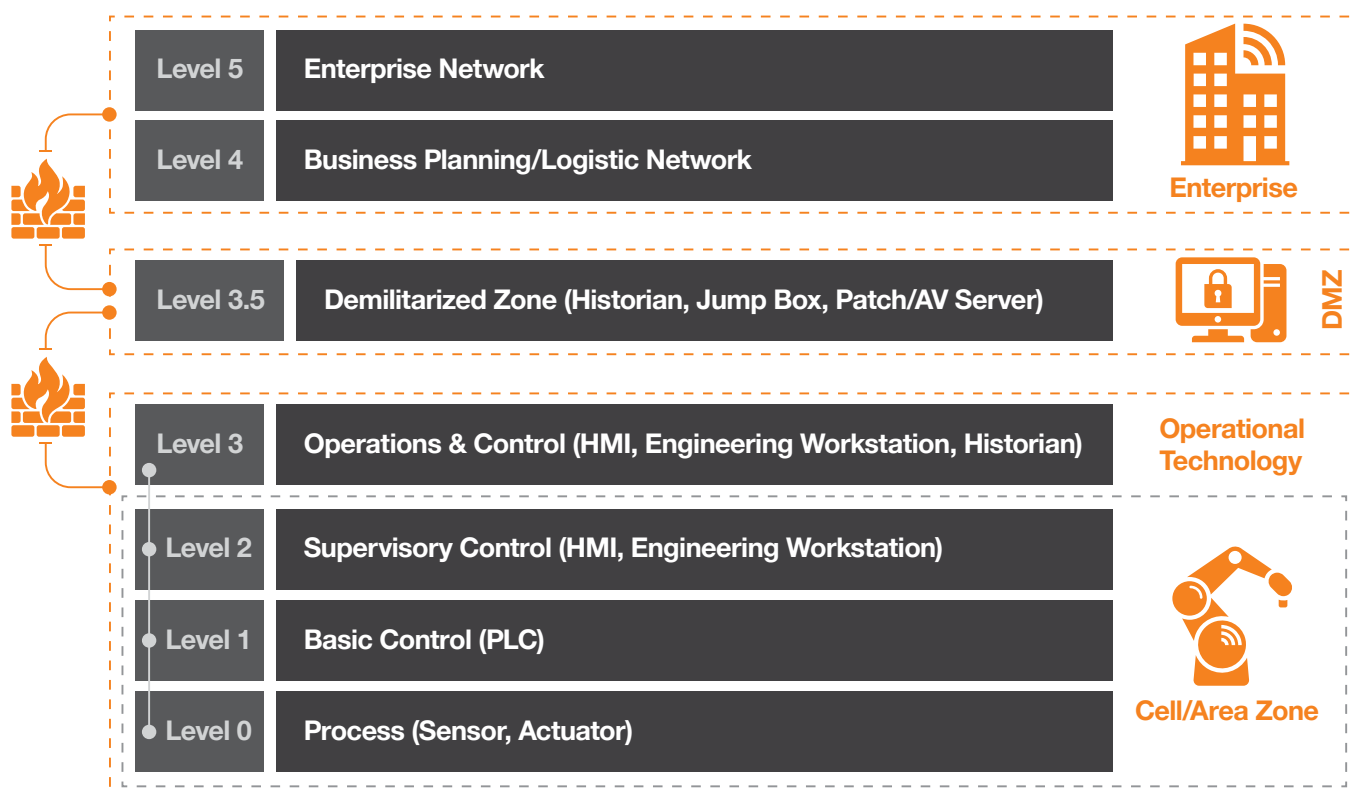 Level 5
Enterprise Network
Level 4
Business Planning/Logistic Network
Enterprise
Level 3.5
Demilitarized Zone (Historian, Jump Box, Patch/AV Server)
DMZ
Level 3
Operations & Control (HMI, Engineering Workstation, Historian)
Operational
Technology
Level 2
Supervisory Control (HMI, Engineering Workstation)
Level 1
Basic Control (PLC)
Level 0
Process (Sensor, Actuator)
Cell/Area Zone